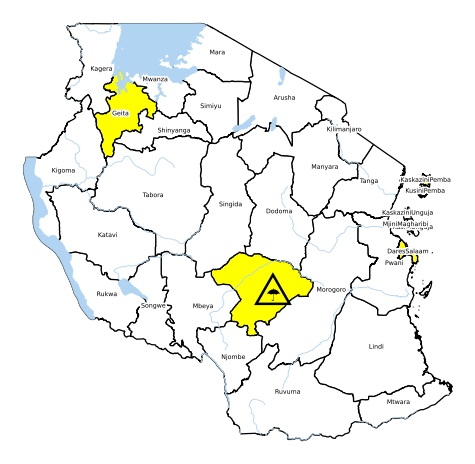 Mara
Kagera
Mwanza
Simiyu
Arusha
Geita
Shinyanga
Kilimanjaro
Kigoma
Manyara
Tanga
KaskaziniPemba
KusiniPemba
Tabora
Singida
Dodoma
KaskaziniUnguja
MjiniMagharibi
Katavi
DaresSalaam
Pwani
Rukwa
Songwe
Mbeya
Morogoro
Njombe
Lindi
Ruvuma
Mtwara